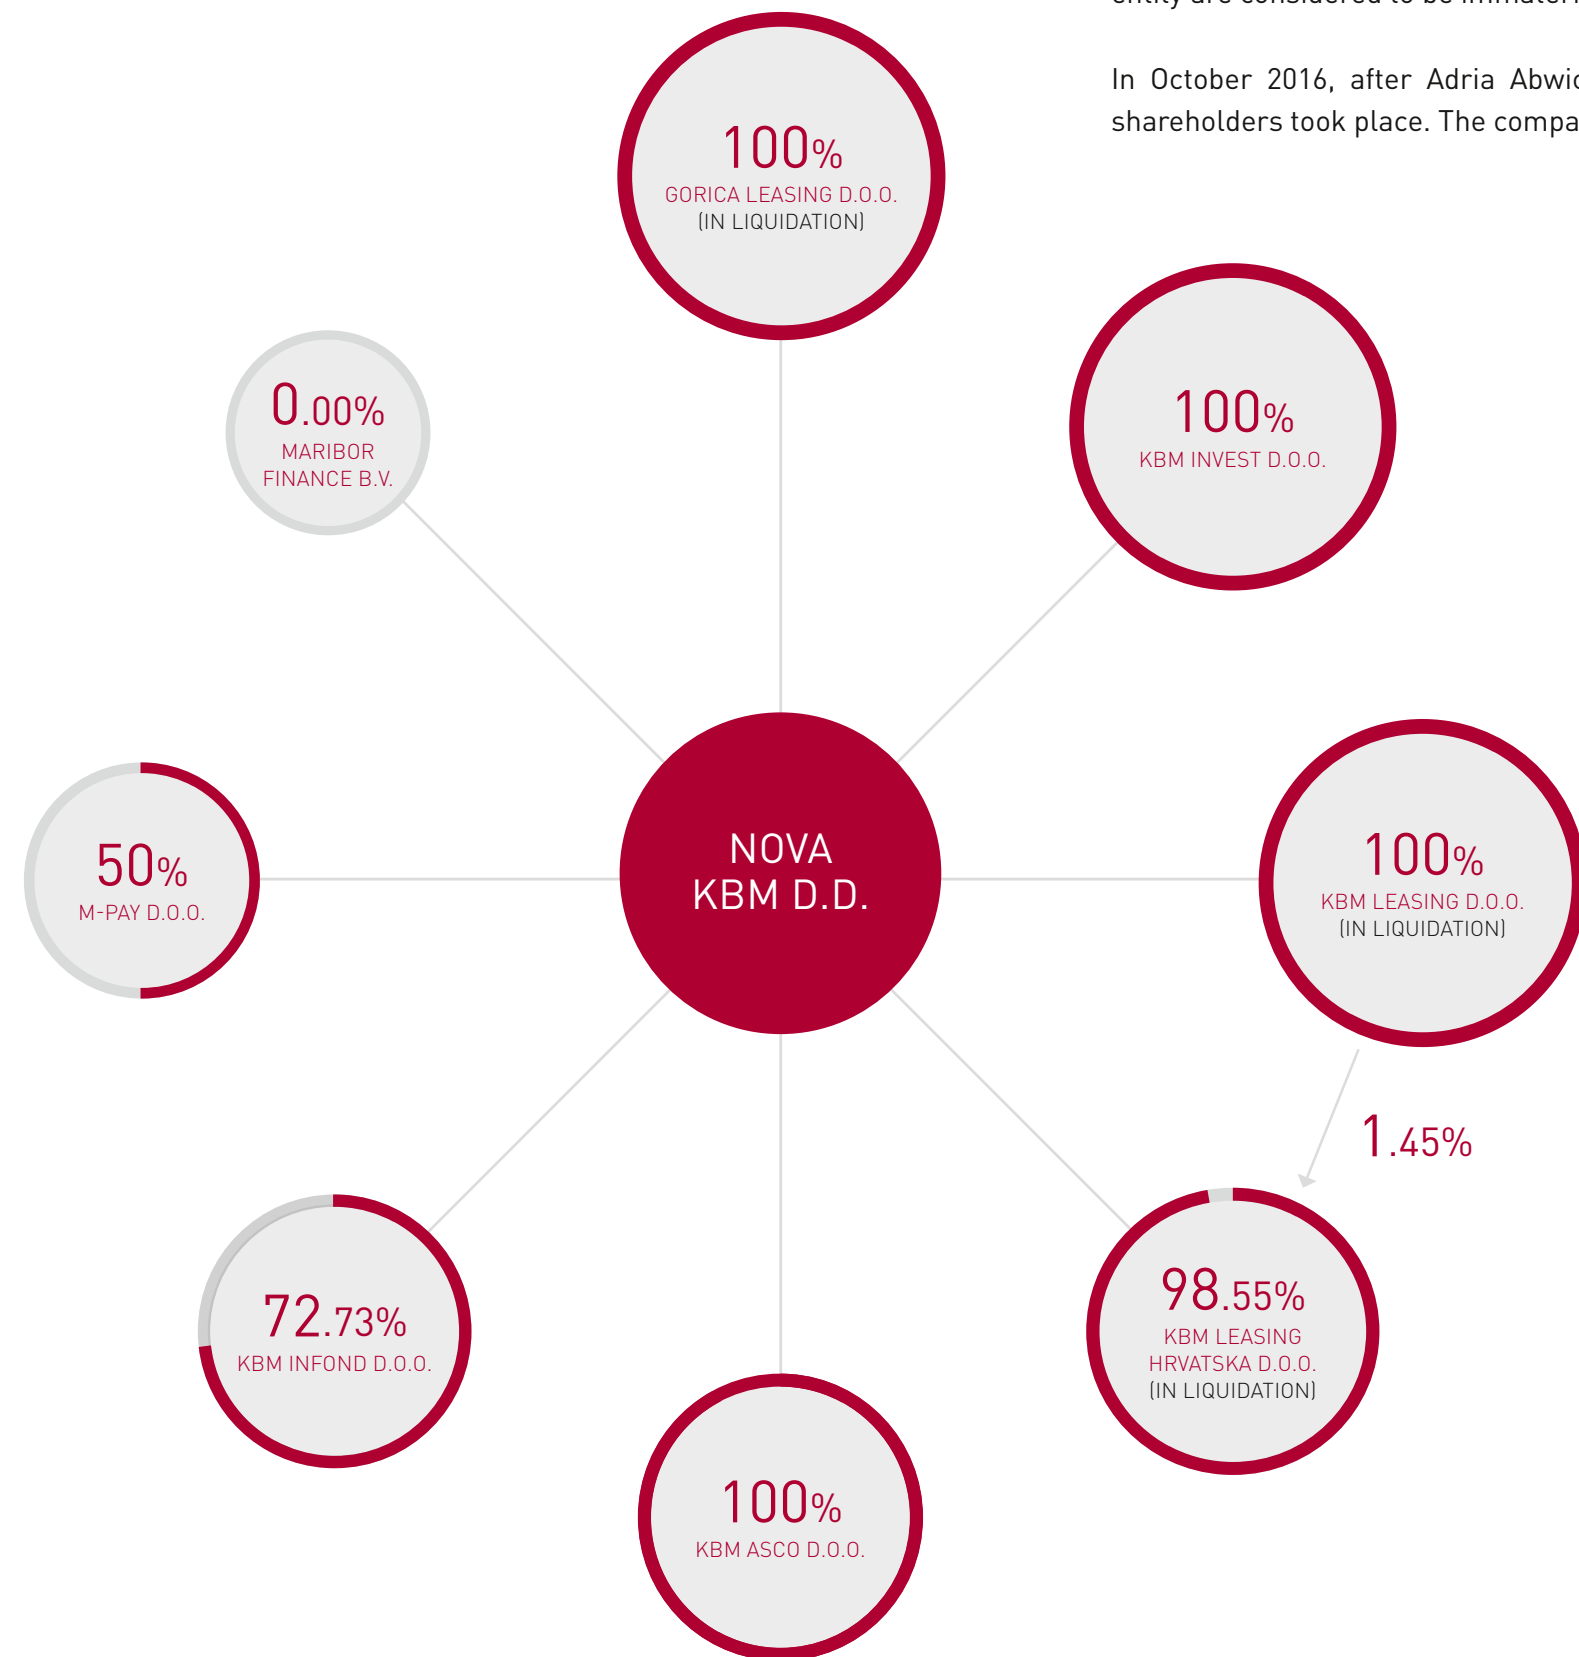 In October 2016, after Adria
shareholders took place. The
100%
GORICA LEASING D.O.O.
(IN LIQUIDATION)
0.00%
MARIBOR
FINANCE B.V.
100%
KBM INVEST D.O.O.
50%
M-PAY D.O.O.
NOVA
KBM D.D.
100%
KBM LEASING D.O.O.
(IN LIQUIDATION)
1.45%
72.73%
KBM INFOND D.O.O.
98.55%
KBM LEASING
HRVATSKA D.O.O.
(IN LIQUIDATION)
100%
KBM ASCO D.O.O.